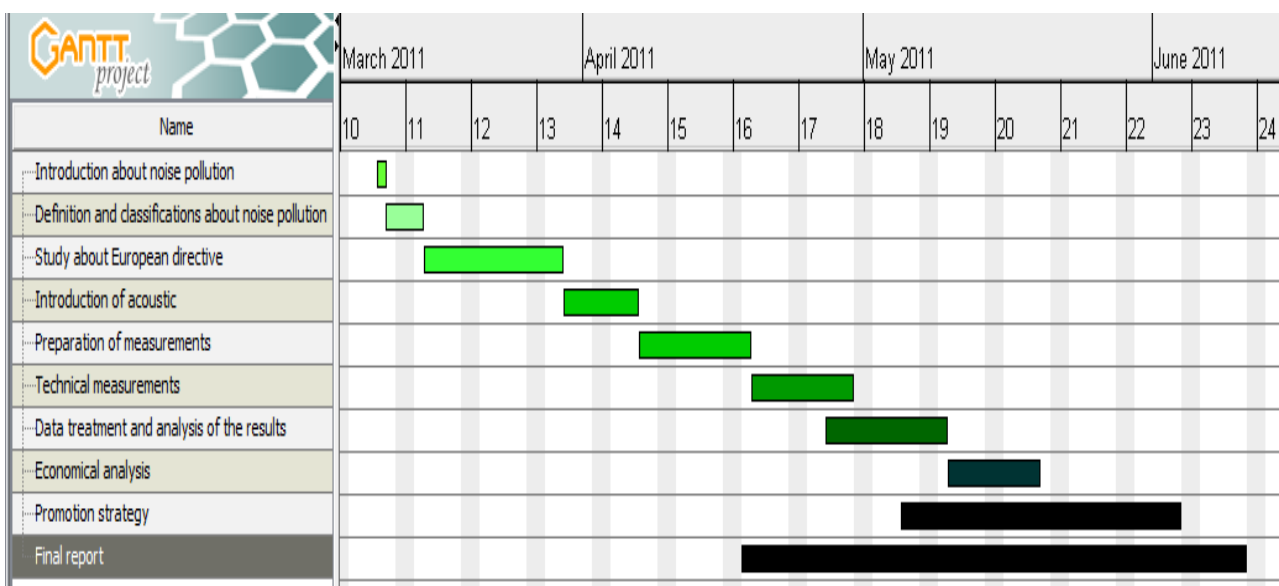 GANTT
project
March 2011 April 2011 May 2011 June 2011
Name 10 11 12 13 14 15 16 17 18 19 20 21 22 23 24
Introduction about noise pollution
Definition and classifications about noise pollution
Study about European directive
Introduction of acoustic
Preparation of measurements
Technical measurements
Data treatment and analysis of the results
Economical analysis
Promotion strategy
Final report